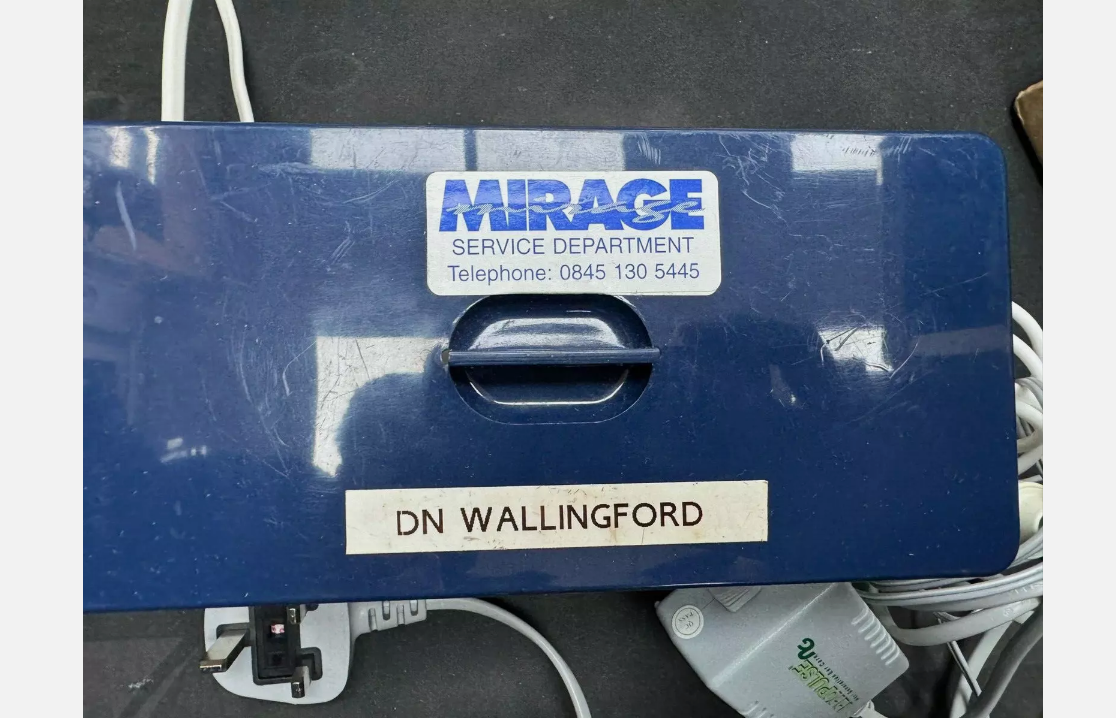 MIRAGE
SERVICE DEPARTMENT
Telephone: 0845 130 5445
DN WALLINGFORD